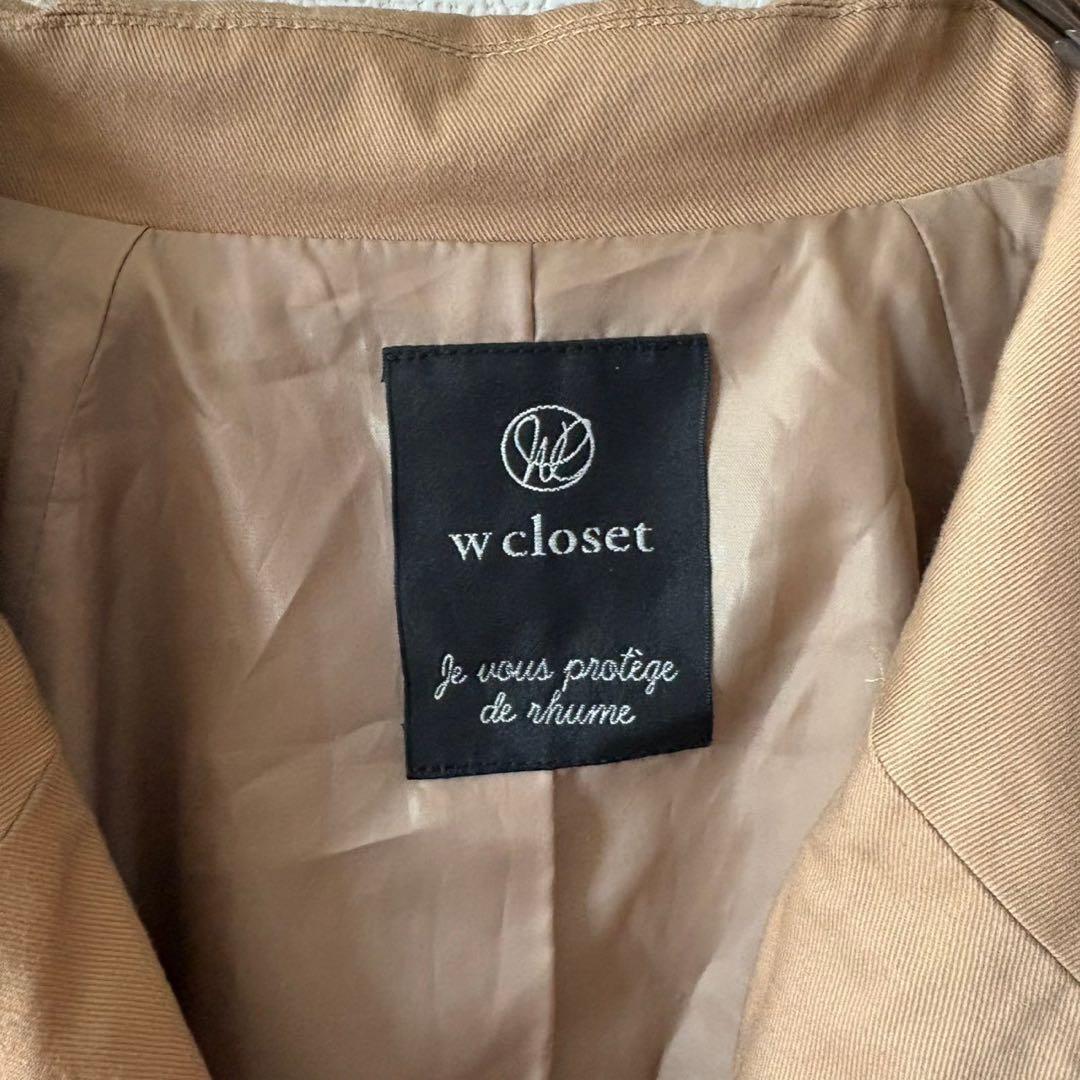 w closet
Je vous protège
de rhume